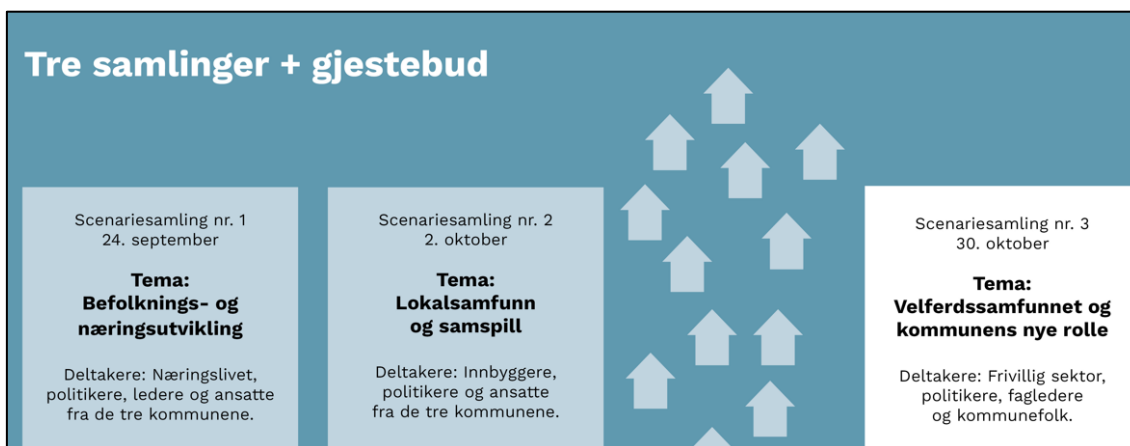 Tre samlinger + gjestebud
Scenariesamling nr. 1
24. september
Tema:
Befolknings- og
næringsutvikling
Deltakere: Næringslivet,
politikere, ledere og ansatte
fra de tre kommunene.
Scenariesamling nr. 2
2. oktober
Tema:
Lokalsamfunn
og samspill
Deltakere: Innbyggere,
politikere og ansatte
fra de tre kommunene.
Scenariesamling nr. 3
30. oktober
Tema:
Velferdssamfunnet og
kommunens nye rolle
Deltakere: Frivillig sektor,
politikere, fagledere
og kommunefolk.